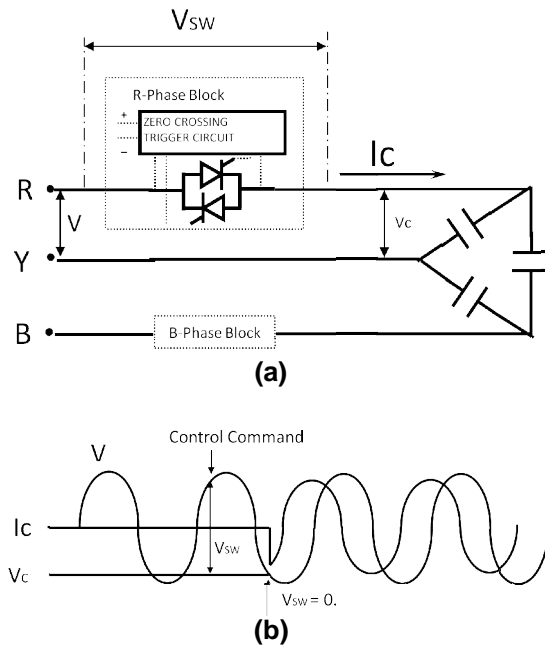 VSW
R-Phase Block
+
ZERO CROSSING
TRIGGER CIRCUIT
–
Ic
R
V
Vc
Y
B
B-Phase Block
(a)
Control Command
V
Ic
VSW
VC
VSW = 0.
(b)